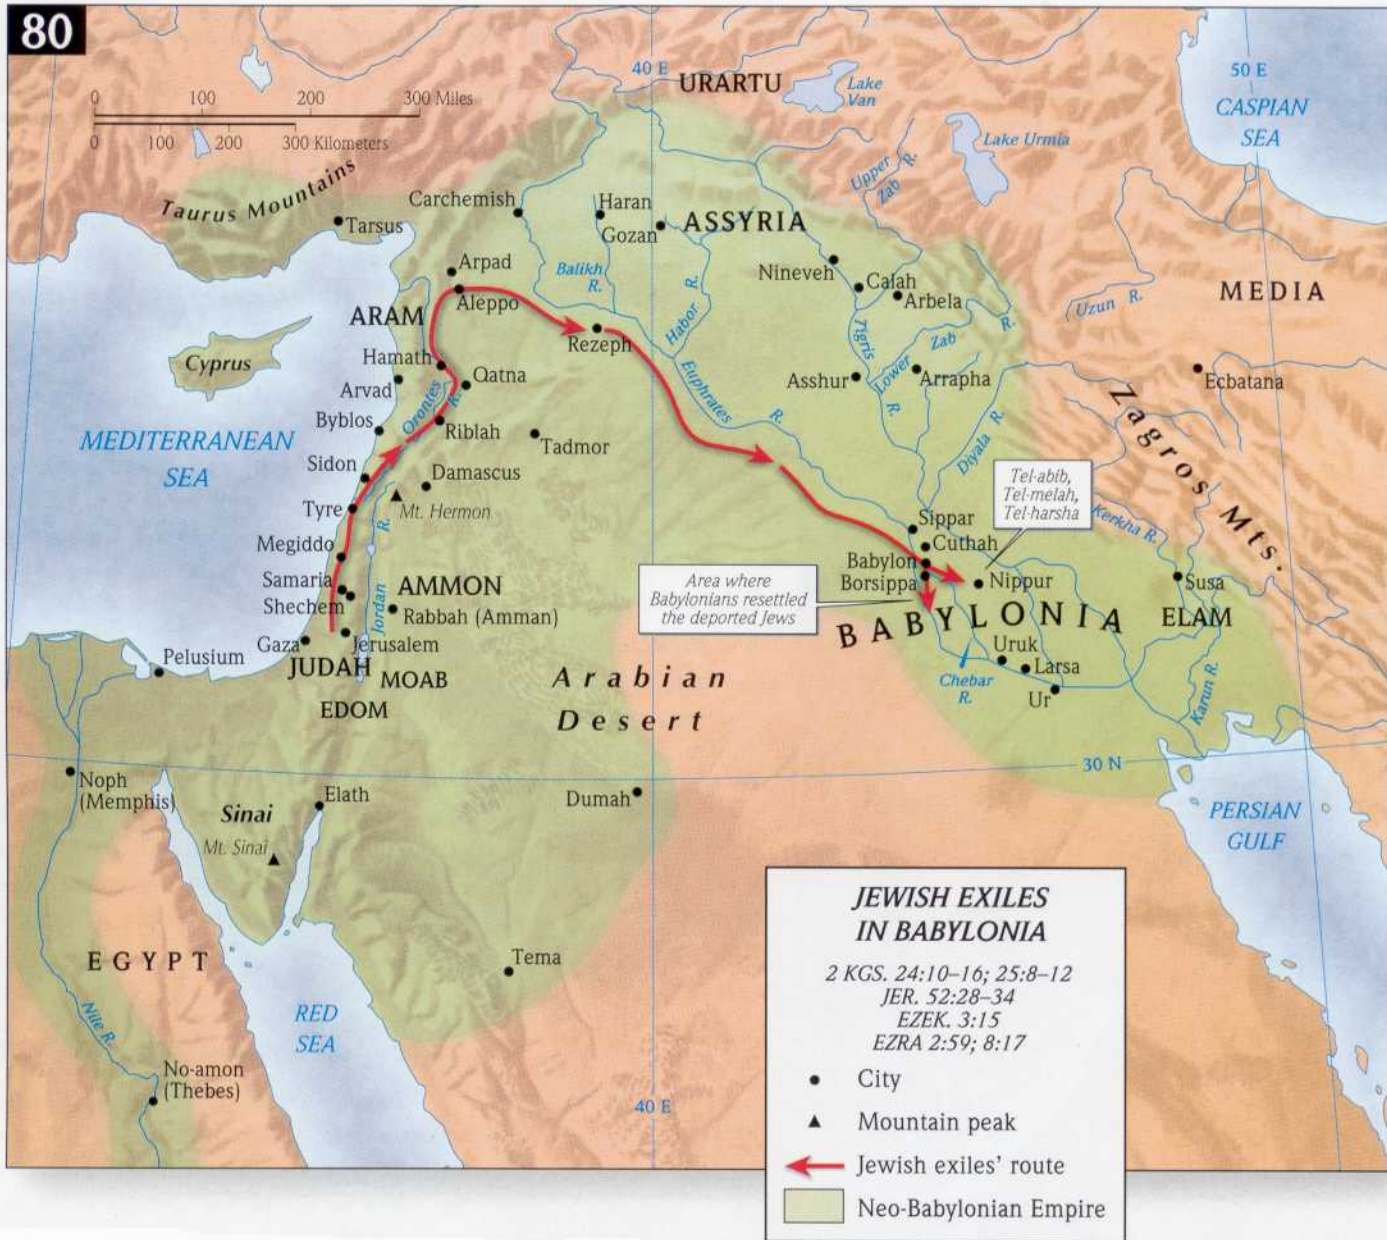 80
0 100 200 300 Miles
0 100 200 300 Kilometers
40 E
50 E
URARTU
Lake
Van
Lake Urmia
CASPIAN
SEA
Upper
Zab R.
Taurus Mountains
Tarsus
Carchemish
Haran
Gozan
ASSYRIA
Nineveh
Calah
Arbela
MEDIA
Uzun R.
Arpad
Aleppo
Balikh
R.
Habor R.
ARAM
Rezeph
Tigris
R.
Lower
Zab
R.
Cyprus
Hamath
Qatna
Arvad
Asshur
Arrapha
Ecbatana
Euphrates R.
Orontes
R.
Byblos
Riblah
Tadmor
Diyala R.
Zagros Mts.
MEDITERRANEAN
SEA
Sidon
Damascus
Tyre
Mt. Hermon
Tel-abib,
Tel-melah,
Tel-harsha
Kerkha R.
Sippar
Cuthah
Megiddo
Babylon
Borsippa
Nippur
Susa
Samaria
Shechem
AMMON
Rabbah (Amman)
Jordan
R.
Area where
Babylonians resettled
the deported Jews
BABYLONIA
ELAM
Gaza
Jerusalem
Pelusium
JUDAH
MOAB
EDOM
Uruk
Larsa
Ur
Chebar
R.
Karun R.
Arabian
Desert
30 N
Noph
(Memphis)
Sinai
Elath
Dumah
Mt. Sinai
PERSIAN
GULF
EGYPT
Tema
Nile R.
RED
SEA
No-amon
(Thebes)
40 E
JEWISH EXILES
IN BABYLONIA
2 KGS. 24:10–16; 25:8–12
JER. 52:28–34
EZEK. 3:15
EZRA 2:59; 8:17
City
Mountain peak
Jewish exiles' route
Neo-Babylonian Empire